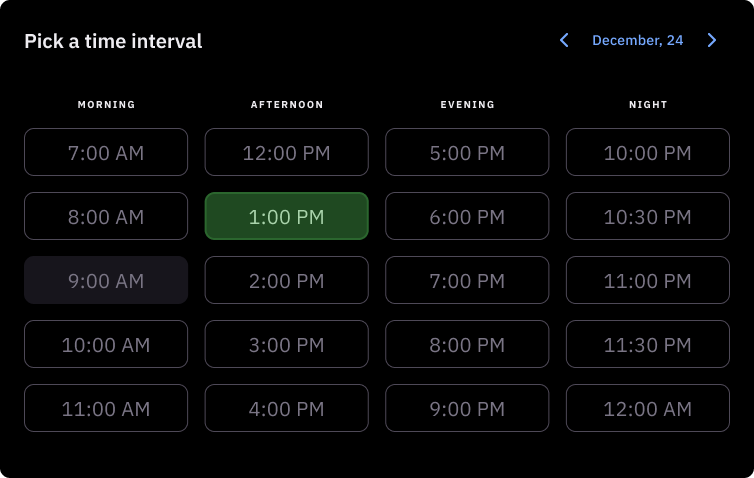 Pick a time interval
December, 24
MORNING AFTERNOON EVENING NIGHT
7:00 AM 12:00 PM 5:00 PM 10:00 PM
8:00 AM 1:00 PM 6:00 PM 10:30 PM
9:00 AM 2:00 PM 7:00 PM 11:00 PM
10:00 AM 3:00 PM 8:00 PM 11:30 PM
11:00 AM 4:00 PM 9:00 PM 12:00 AM